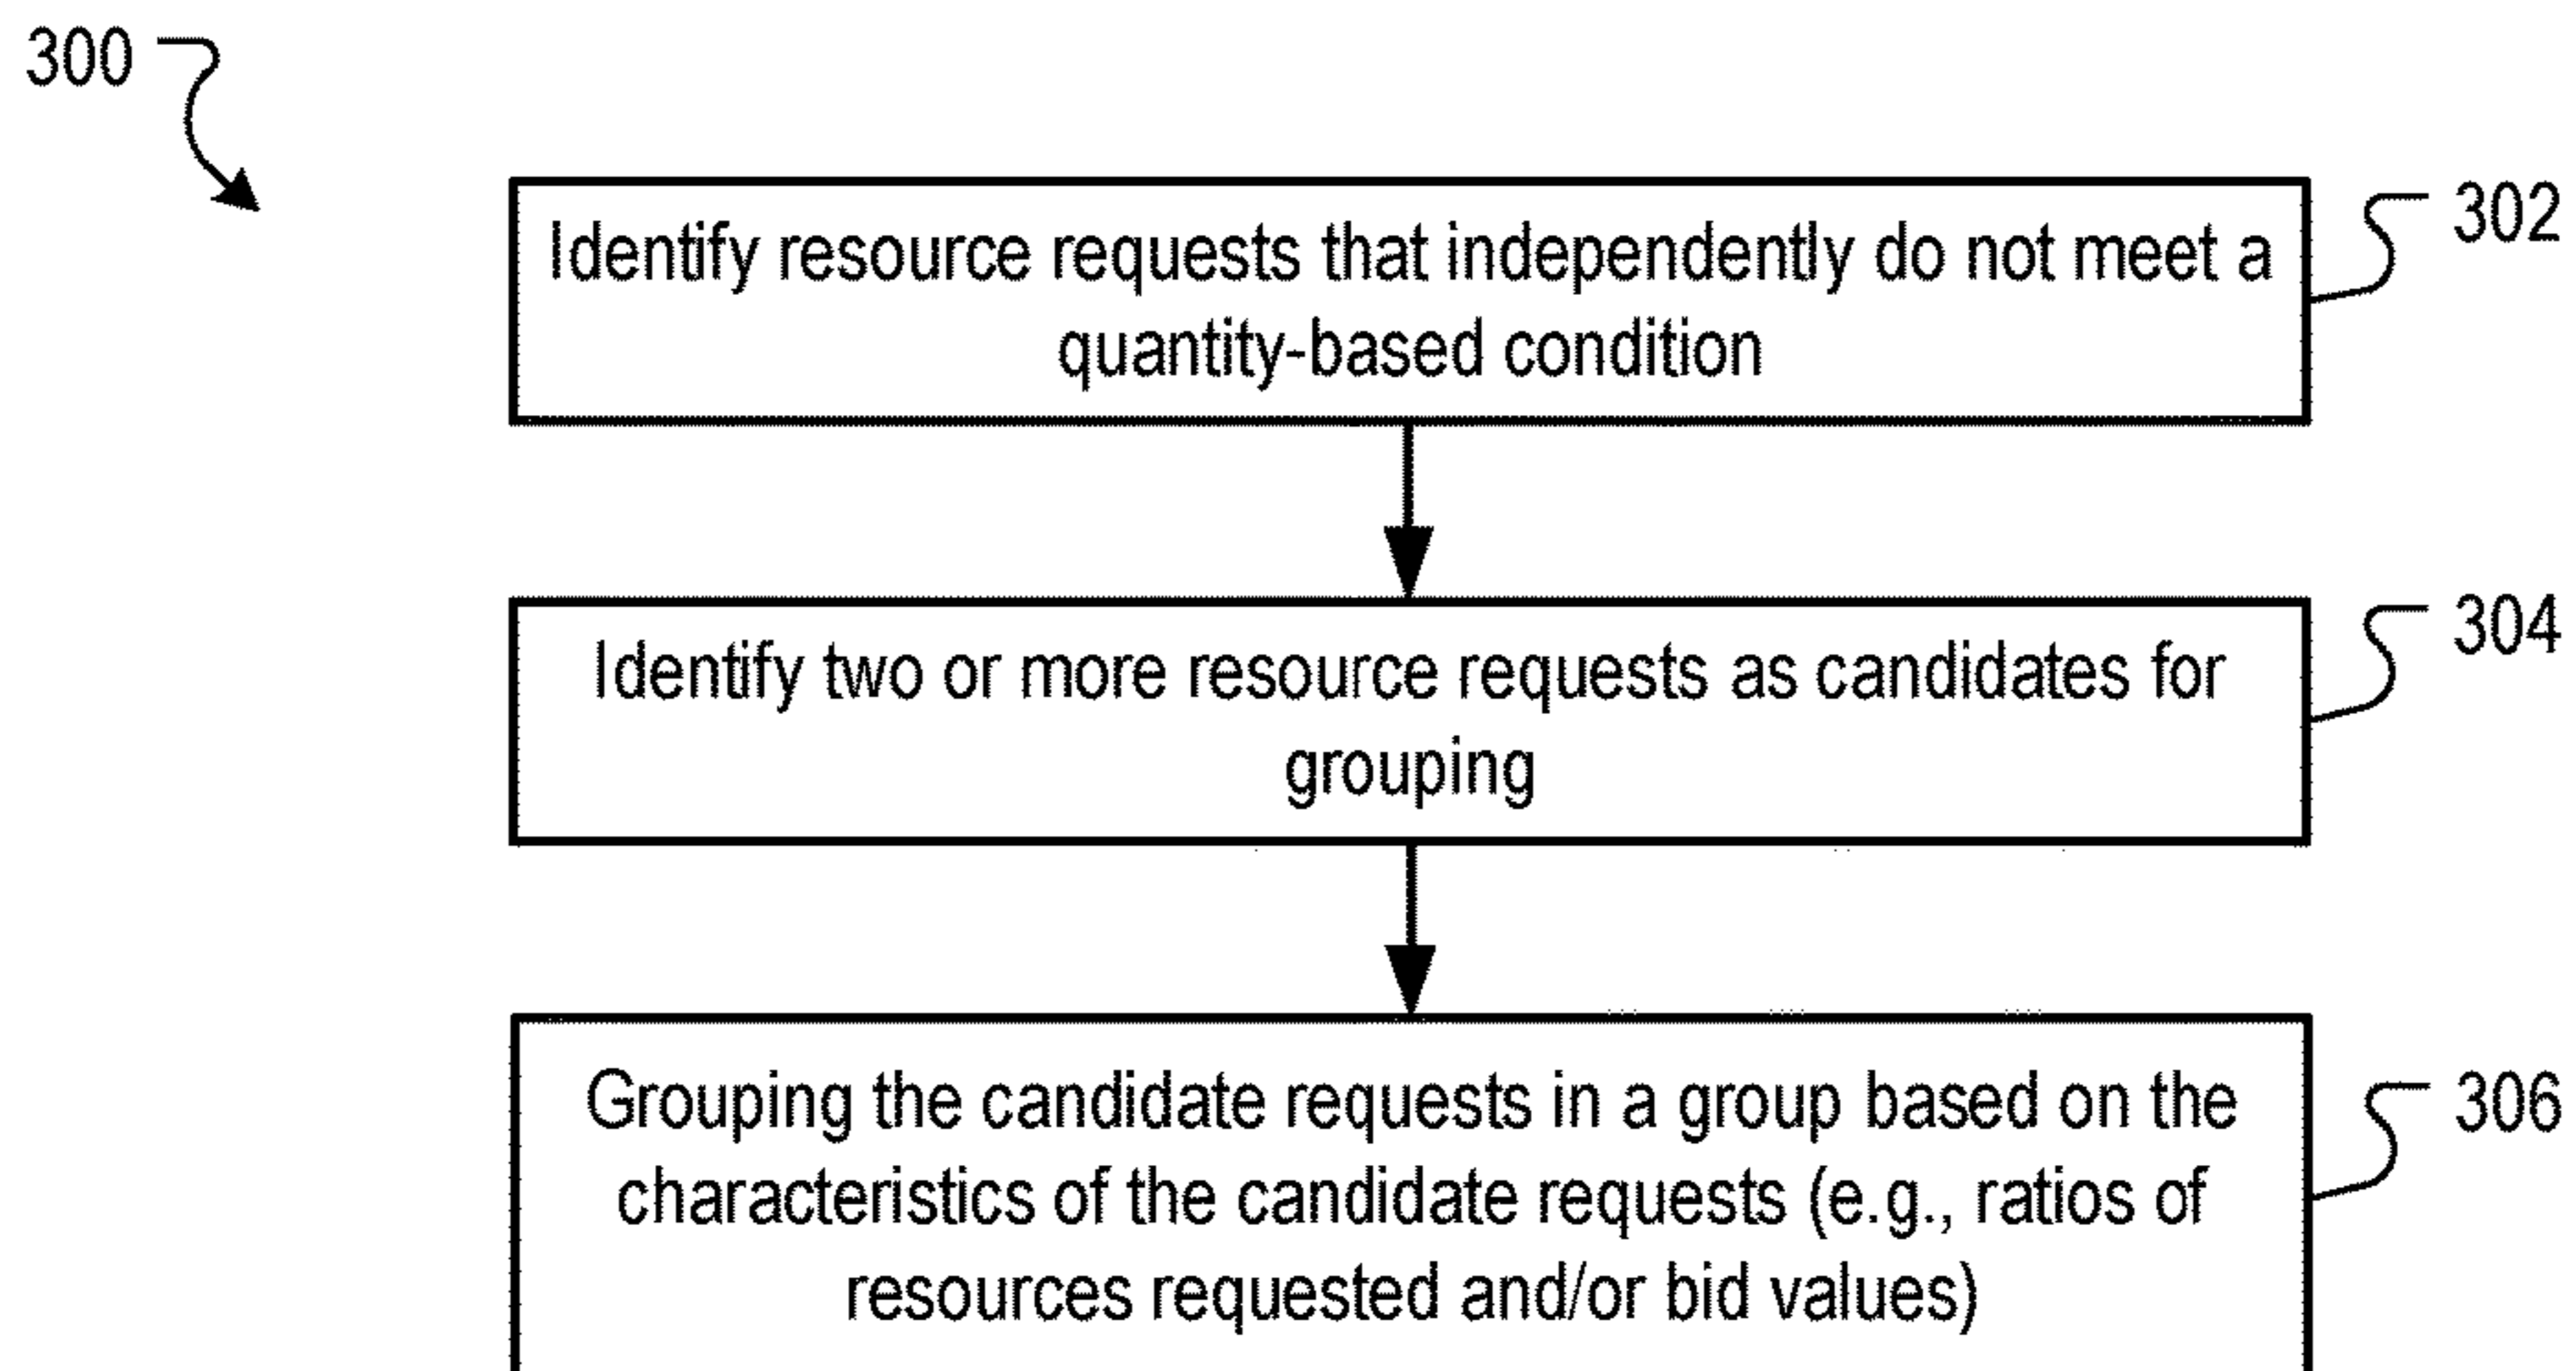 300
302
Identify resource requests that independently do not meet a
quantity-based condition
304
Identify two or more resource requests as candidates for
grouping
306
Grouping the candidate requests in a group based on the
characteristics of the candidate requests (e.g., ratios of
resources requested and/or bid values)